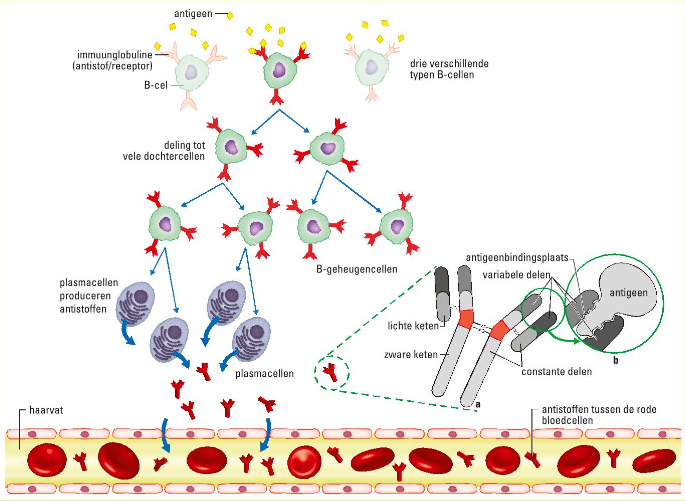 antigeen
immuunglobuline
(antistof/receptor)
B-cel
drie verschillende
typen B-cellen
deling tot
vele dochtercellen
B-geheugencellen
plasmacellen
produceren
antistoffen
plasmacellen
antigeenbindingsplaats
variabele delen
antigeen
lichte keten
zware keten
constante delen
a
b
haarvat
antistoffen tussen de rode
bloedcellen